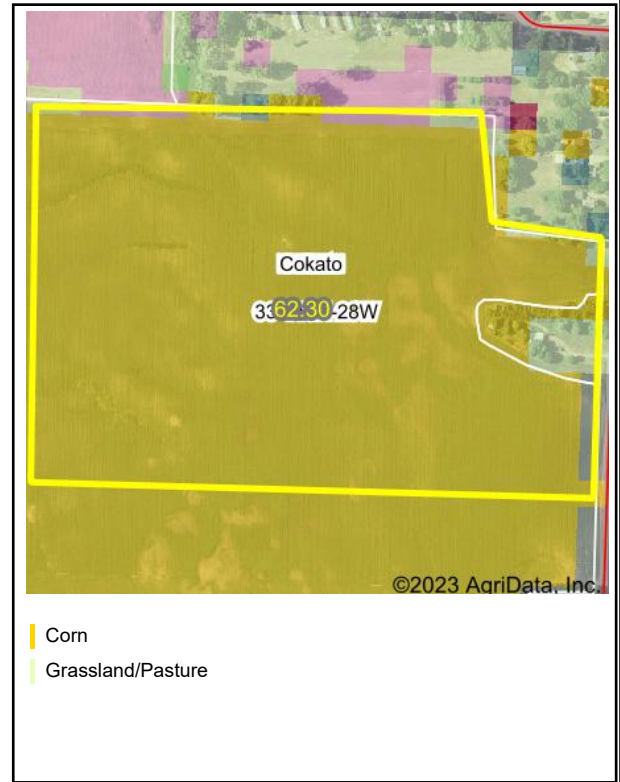 Cokato
62.30 -28W
©2023 AgriData, Inc.
Corn
Grassland/Pasture